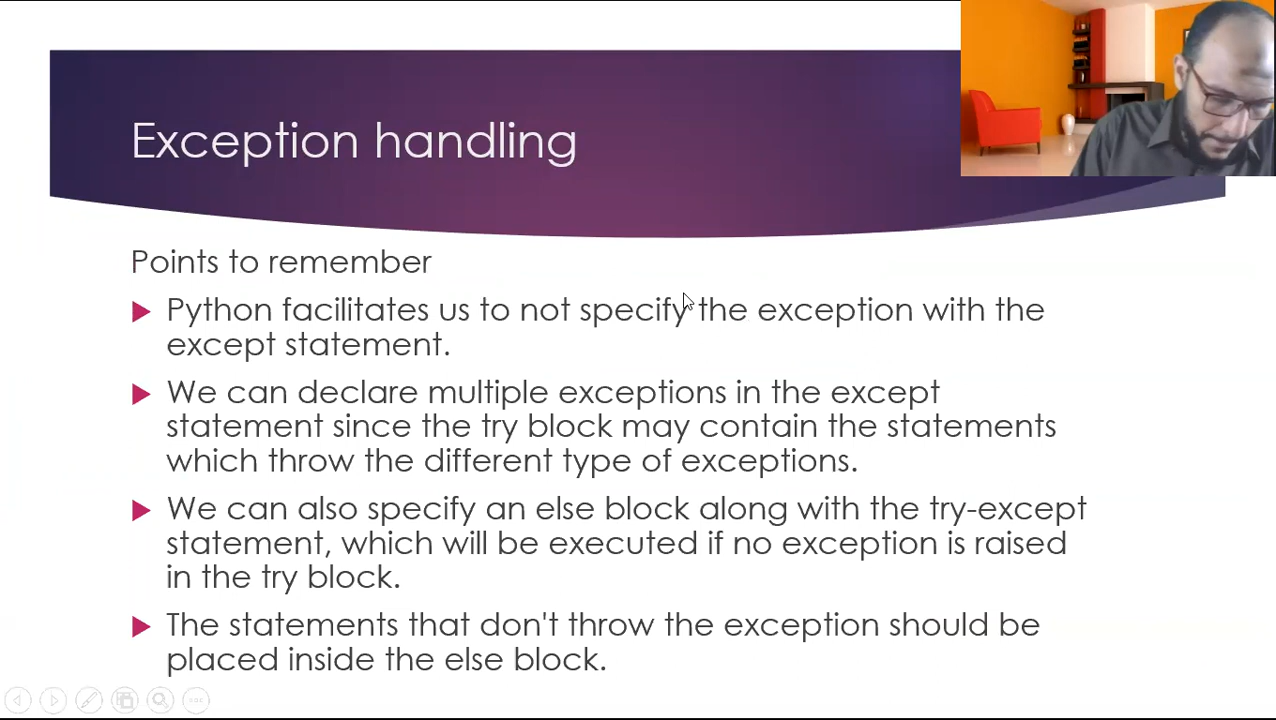 Exception handling
Points to remember
Python facilitates us to not specify the exception with the
except statement.
We can declare multiple exceptions in the except
statement since the try block may contain the statements
which throw the different type of exceptions.
We can also specify an else block along with the try-except
statement, which will be executed if no exception is raised
in the try block.
The statements that don't throw the exception should be
placed inside the else block.